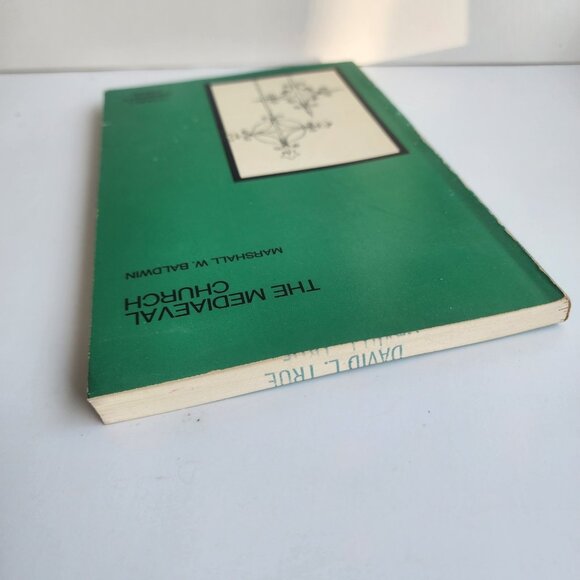 THE MEDIAEVAL
CHURCH
MARSHALL W. BALDWIN
DAVID L. TRUE